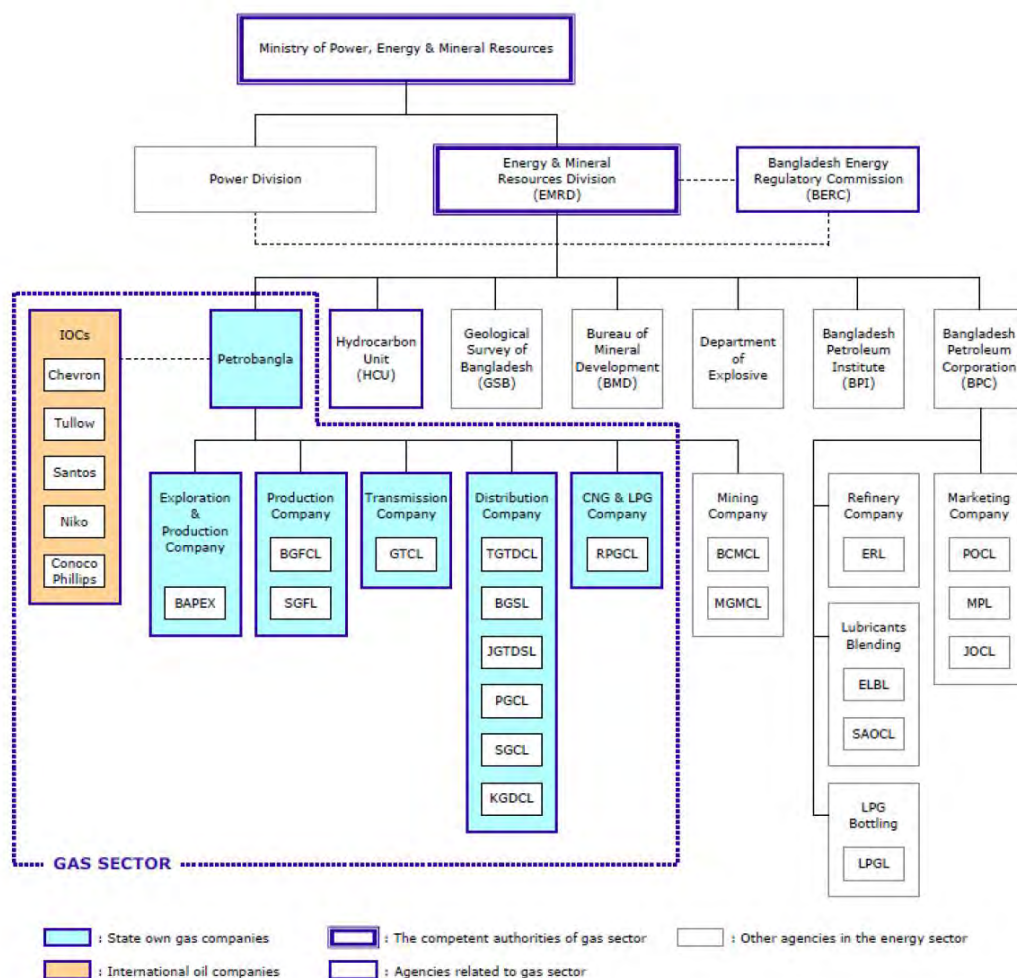 Ministry of Power, Energy & Mineral Resources
Power Division
Energy & Mineral
Resources Division
(EMRD)
Bangladesh Energy
Regulatory Commission
(BERC)
IOCs
Chevron
Tullow
Santos
Niko
Conoco
Phillips
Petrobangla
Hydrocarbon
Unit
(HCU)
Geological
Survey of
Bangladesh
(GSB)
Bureau of
Mineral
Development
(BMD)
Department
of
Explosive
Bangladesh
Petroleum
Institute
(BPI)
Bangladesh
Petroleum
Corporation
(BPC)
Exploration
&
Production
Company
BAPEX
Production
Company
BGFCL
SGFL
Transmission
Company
GTCL
Distribution
Company
TGTDCL
BGSL
JGTDSL
PGCL
SGCL
KGDCL
CNG & LPG
Company
RPGCL
Mining
Company
BCMCL
MGMCL
Refinery
Company
ERL
Lubricants
Blending
ELBL
SAOCL
LPG
Bottling
LPGL
Marketing
Company
POCL
MPL
JOCL
GAS SECTOR
: State own gas companies
: The competent authorities of gas sector
: Other agencies in the energy sector
: International oil companies
: Agencies related to gas sector